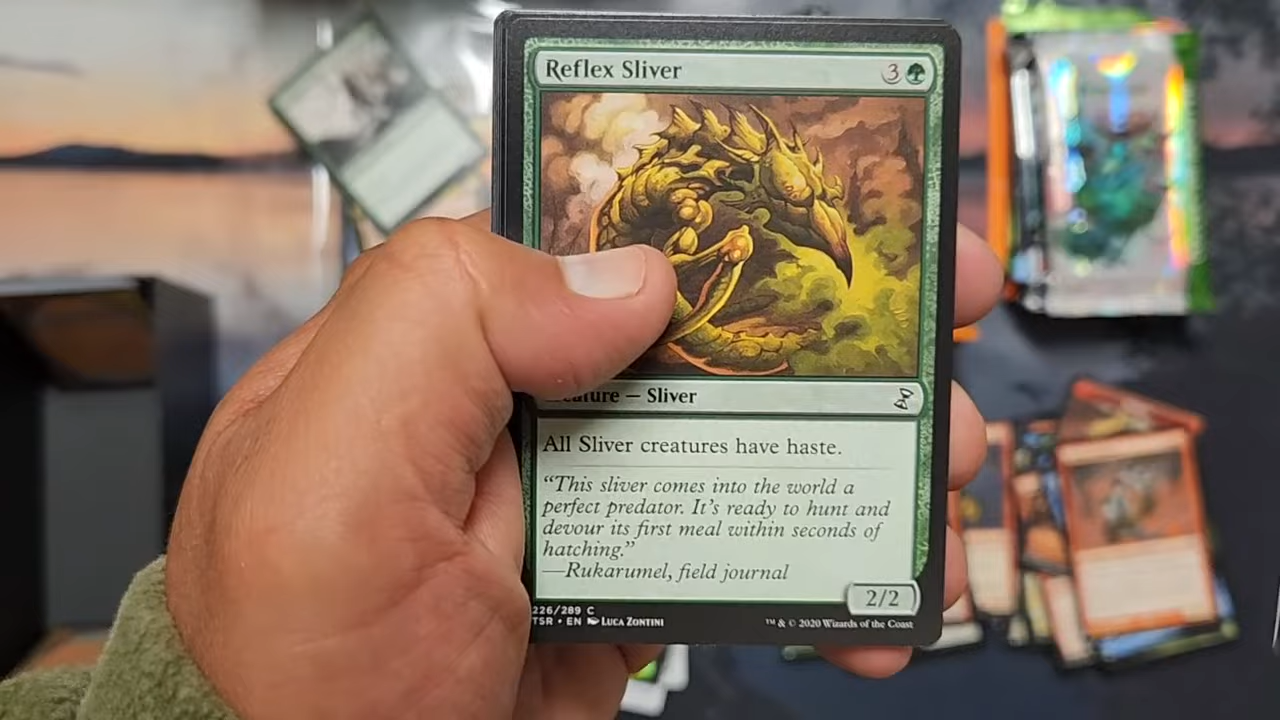 Reflex Sliver 3
Creature — Sliver
All Sliver creatures have haste.
“This sliver comes into the world a
perfect predator. It's ready to hunt and
devour its first meal within seconds of
hatching.”
—Rukarumel, field journal
2/2
226/289 C
TSR • EN Luca Zontini
™ & © 2020 Wizards of the Coast